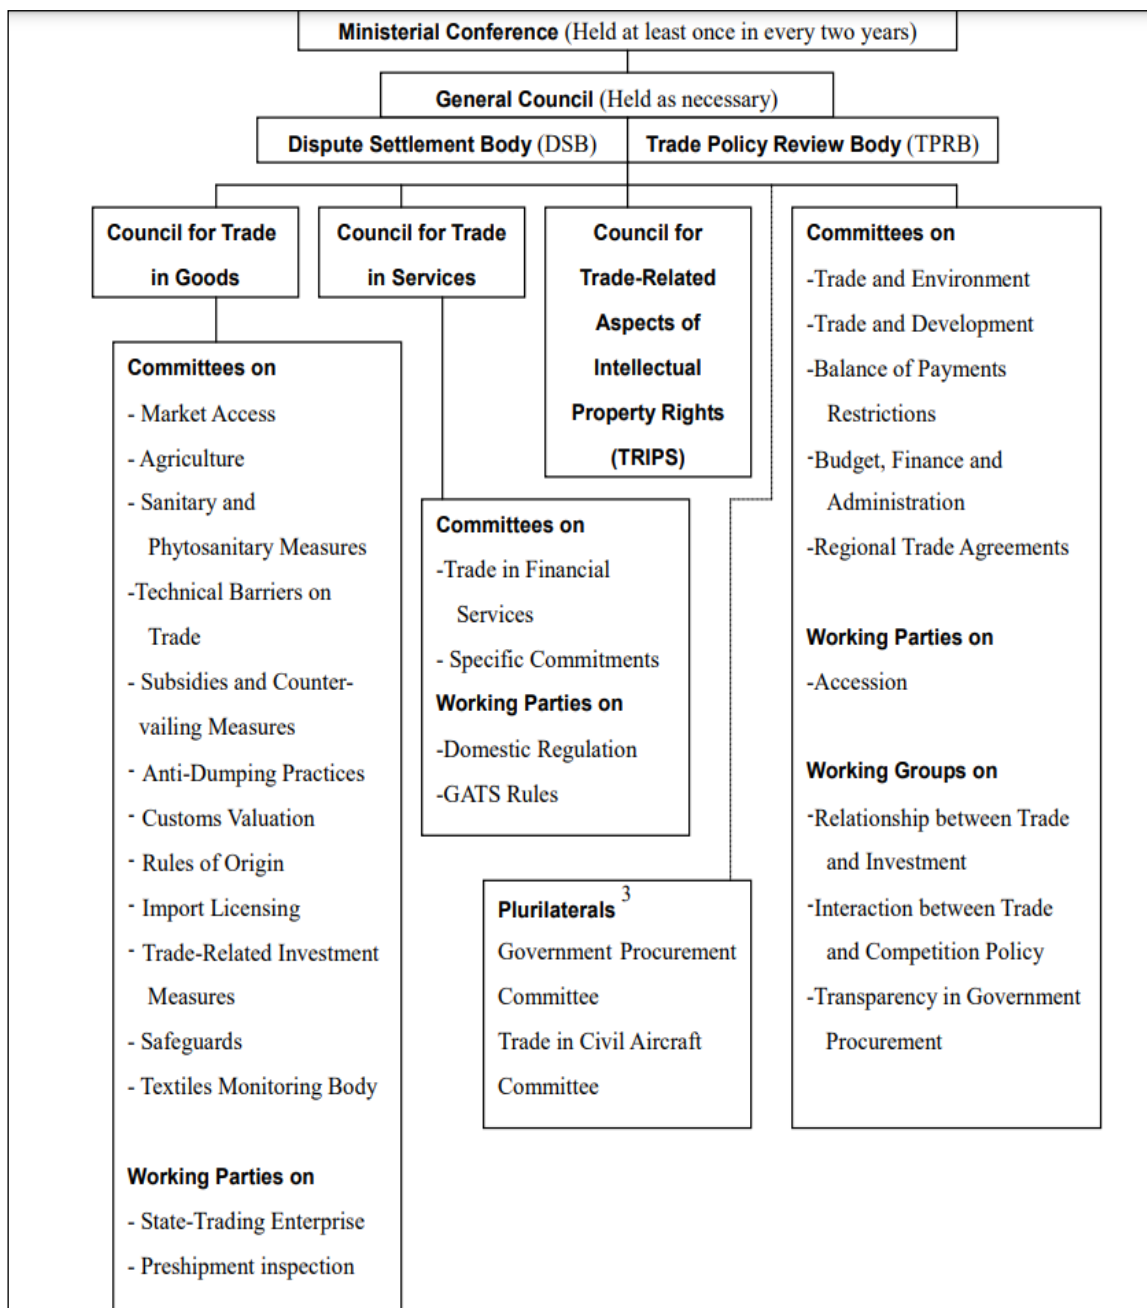 Ministerial Conference (Held at least once in every two years)
General Council (Held as necessary)
Dispute Settlement Body (DSB)
Trade Policy Review Body (TPRB)
Council for Trade
in Goods
Council for Trade
in Services
Council for
Trade-Related
Aspects of
Intellectual
Property Rights
(TRIPS)
Committees on
- Market Access
- Agriculture
- Sanitary and
Phytosanitary Measures
-Technical Barriers on
Trade
- Subsidies and Counter-
vailing Measures
- Anti-Dumping Practices
- Customs Valuation
- Rules of Origin
- Import Licensing
- Trade-Related Investment
Measures
- Safeguards
- Textiles Monitoring Body
Working Parties on
- State-Trading Enterprise
- Preshipment inspection
Committees on
-Trade in Financial
Services
- Specific Commitments
Working Parties on
-Domestic Regulation
-GATS Rules
Plurilaterals 3
Government Procurement
Committee
Trade in Civil Aircraft
Committee
Committees on
-Trade and Environment
-Trade and Development
-Balance of Payments
Restrictions
-Budget, Finance and
Administration
-Regional Trade Agreements
Working Parties on
-Accession
Working Groups on
-Relationship between Trade
and Investment
-Interaction between Trade
and Competition Policy
-Transparency in Government
Procurement